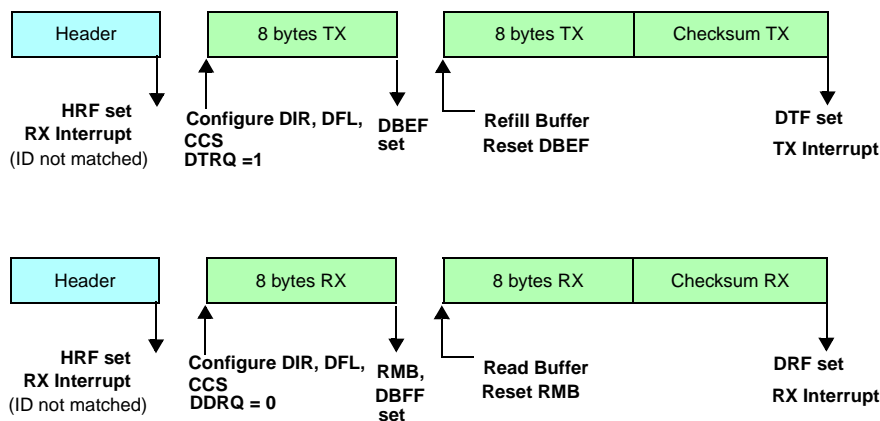 Header
8 bytes TX
8 bytes TX
Checksum TX
HRF set
RX Interrupt
(ID not matched)
Configure DIR, DFL,
CCS
DTRQ =1
DBEF
set
Refill Buffer
Reset DBEF
DTF set
TX Interrupt
Header
8 bytes RX
8 bytes RX
Checksum RX
HRF set
RX Interrupt
(ID not matched)
Configure DIR, DFL,
CCS
DDRQ = 0
RMB,
DBFF
set
Read Buffer
Reset RMB
DRF set
RX Interrupt